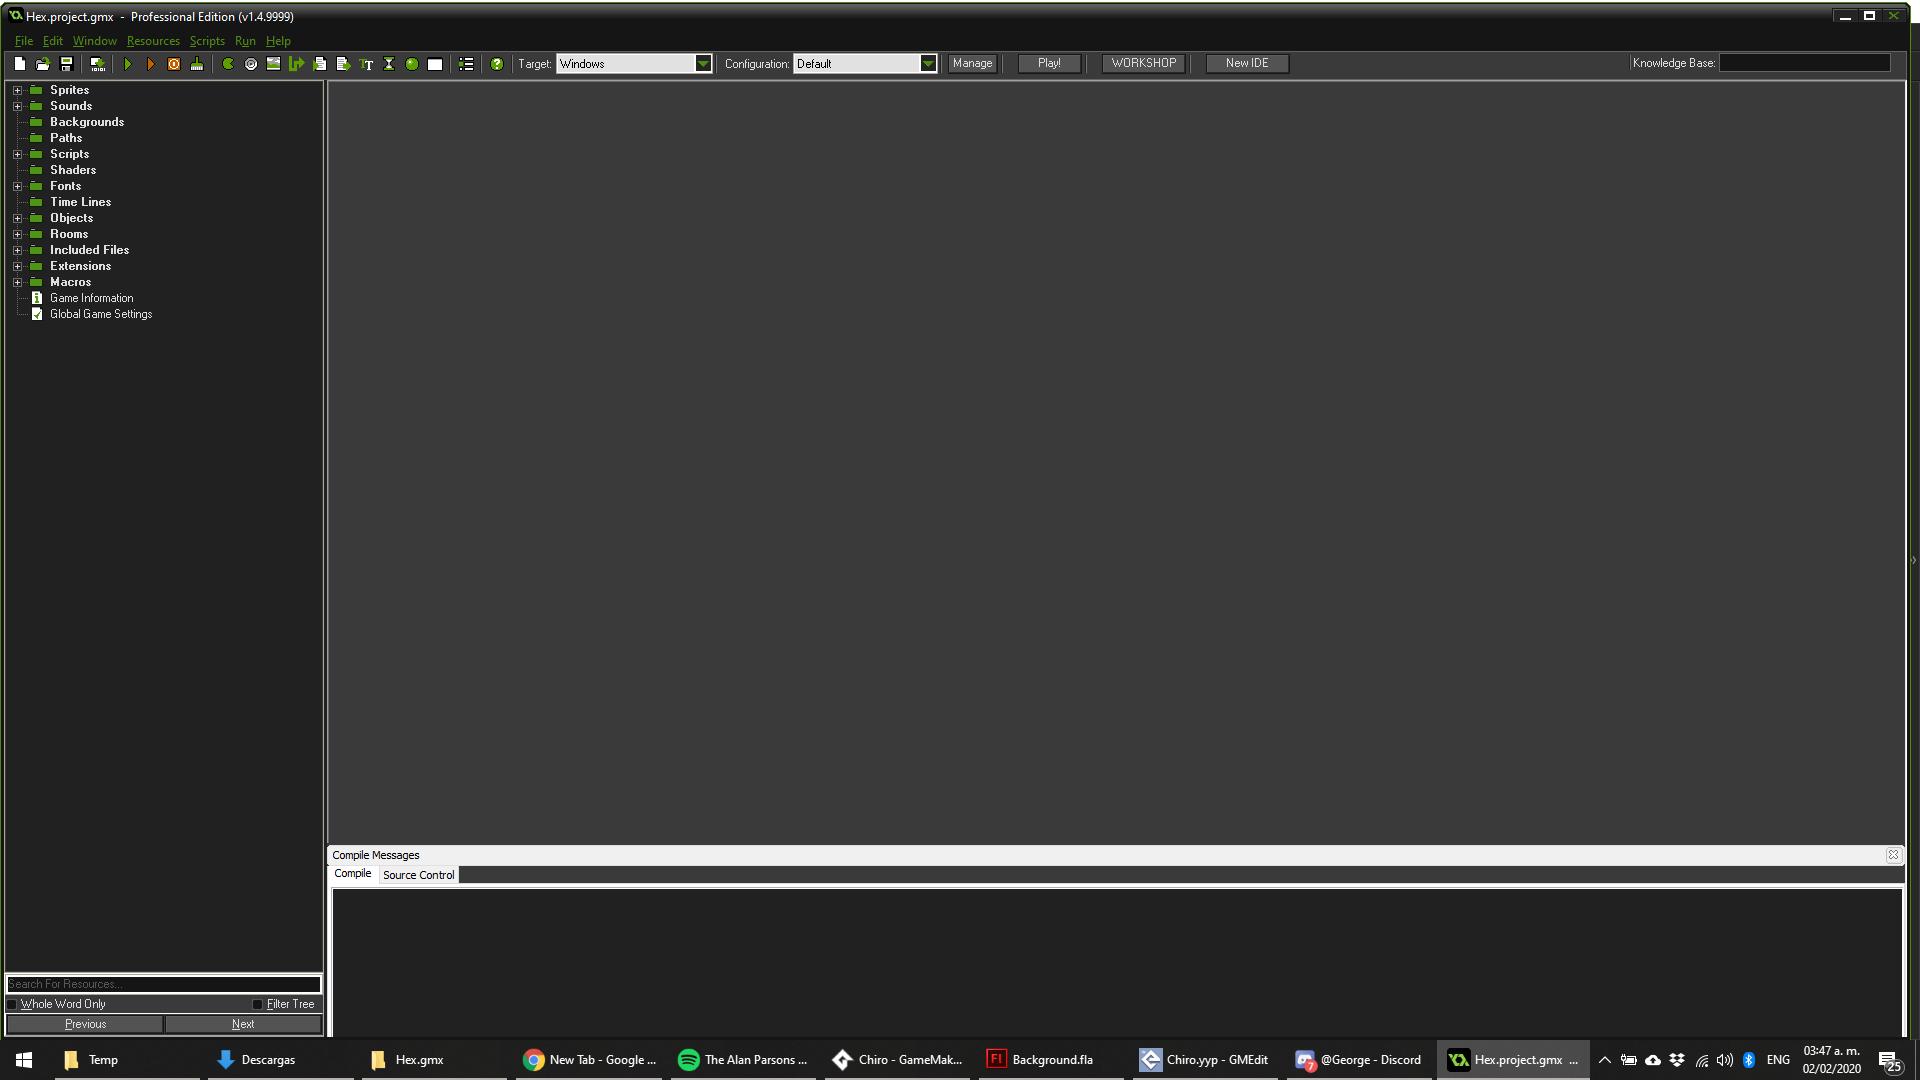 Hex.project.gmx  -  Professional Edition (v1.4.9999)
File Edit Window Resources Scripts Run Help
Target: Windows Configuration: Default Manage Play! WORKSHOP New IDE Knowledge Base:
Sprites
Sounds
Backgrounds
Paths
Scripts
Shaders
Fonts
Time Lines
Objects
Rooms
Included Files
Extensions
Macros
Game Information
Global Game Settings
Compile Messages
Compile Source Control
Search For Resources...
Whole Word Only Filter Tree
Previous Next
Temp Descargas Hex.gmx New Tab - Google ... The Alan Parsons ... Chiro - GameMak... Background.fla Chiro.yyp - GMEdit @George - Discord Hex.project.gmx ... ENG
03:47 a. m.
02/02/2020
7
25